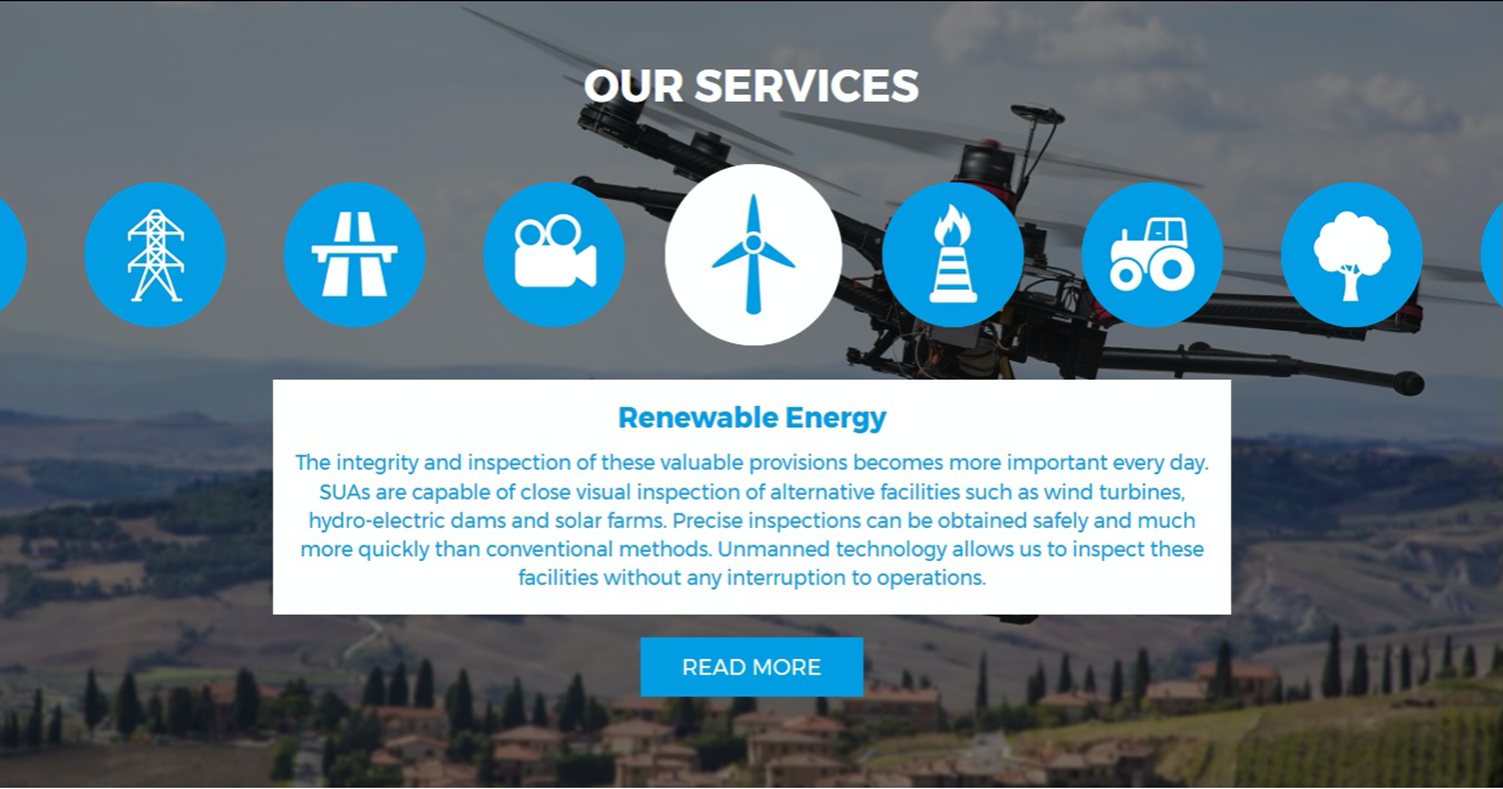 OUR SERVICES
Renewable Energy
The integrity and inspection of these valuable provisions becomes more important every day.
SUAs are capable of close visual inspection of alternative facilities such as wind turbines,
hydro-electric dams and solar farms. Precise inspections can be obtained safely and much
more quickly than conventional methods. Unmanned technology allows us to inspect these
facilities without any interruption to operations.
READ MORE